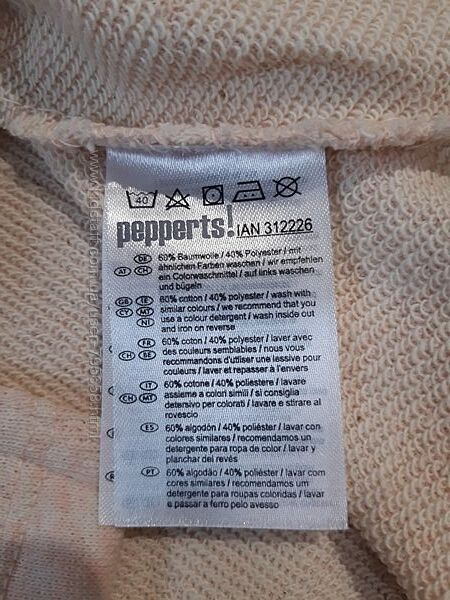 40
pepperts! IAN 312226
DE 60% Baumwolle / 40% Polyester / mit
AT CH ähnlichen Farben waschen / wir empfehlen
ein Colorwaschmittel / auf links waschen
und bügeln
GB IE 60% cotton / 40% polyester / wash with
CY MT similar colours / we recommend that you
NI use a colour detergent / wash inside out
and iron on reverse
FR 60% coton / 40% polyester / laver avec
CH BE des couleurs semblables / nous vous
recommandons d'utiliser une lessive pour
couleurs / laver et repasser à l'envers
IT 60% cotone / 40% poliestere / lavare
CH MT assieme a colori simili / si consiglia
detersivo per colorati / lavare e stirare al
rovescio
ES 60% algodón / 40% poliéster / lavar con
colores similares / recomendamos un
detergente para ropa de color / lavar y
planchar del revés
PT 60% algodão / 40% poliéster / lavar com
cores similares / recomendamos um
detergente para roupas coloridas / lavar
e passar a ferro pelo avesso